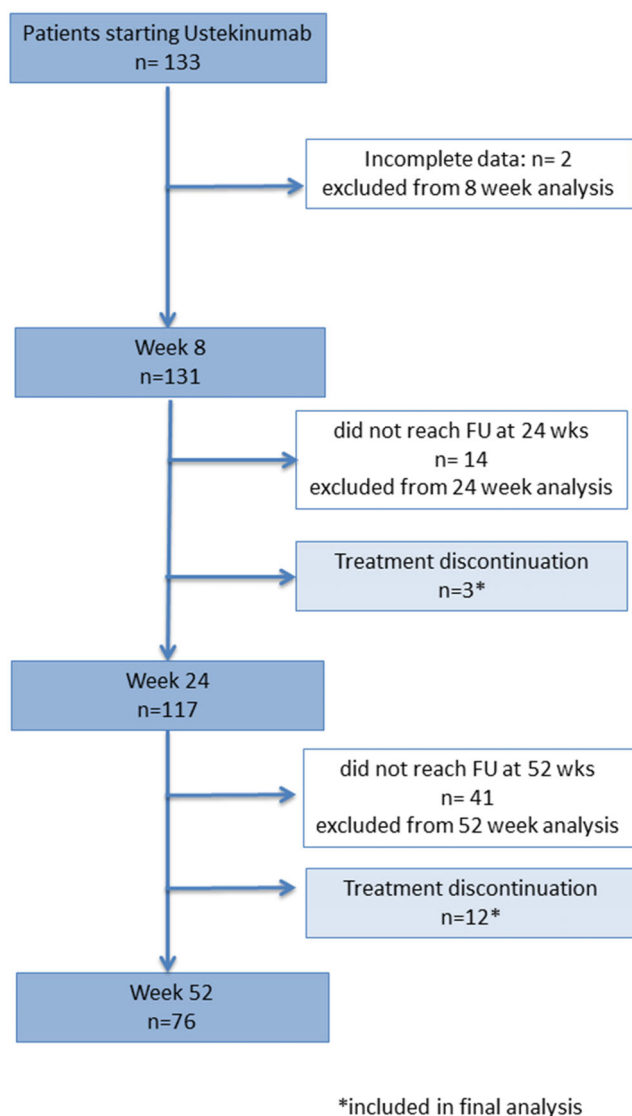 Patients starting Ustekinumab
n= 133
Incomplete data: n= 2
excluded from 8 week analysis
Week 8
n=131
did not reach FU at 24 wks
n= 14
excluded from 24 week analysis
Treatment discontinuation
n=3*
Week 24
n=117
did not reach FU at 52 wks
n= 41
excluded from 52 week analysis
Treatment discontinuation
n=12*
Week 52
n=76
*included in final analysis